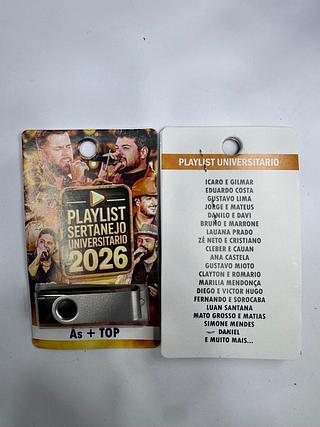 PLAYLIST
SERTANEJO
UNIVERSITARIO
2026
As + TOP
PLAYLIST UNIVERSITARIO
ICARO E GILMAR
EDUARDO COSTA
GUSTAVO LIMA
JORGE E MATEUS
DANILO E DAVI
BRUNO E MARRONE
LAUANA PRADO
ZÉ NETO E CRISTIANO
CLEBER E CAUAN
ANA CASTELA
GUSTAVO MIOTO
CLAYTON E ROMARIO
MARILIA MENDONÇA
DIEGO E VICTOR HUGO
FERNANDO E SOROCABA
LUAN SANTANA
MATO GROSSO E MATIAS
SIMONE MENDES
DANIEL
E MUITO MAIS...